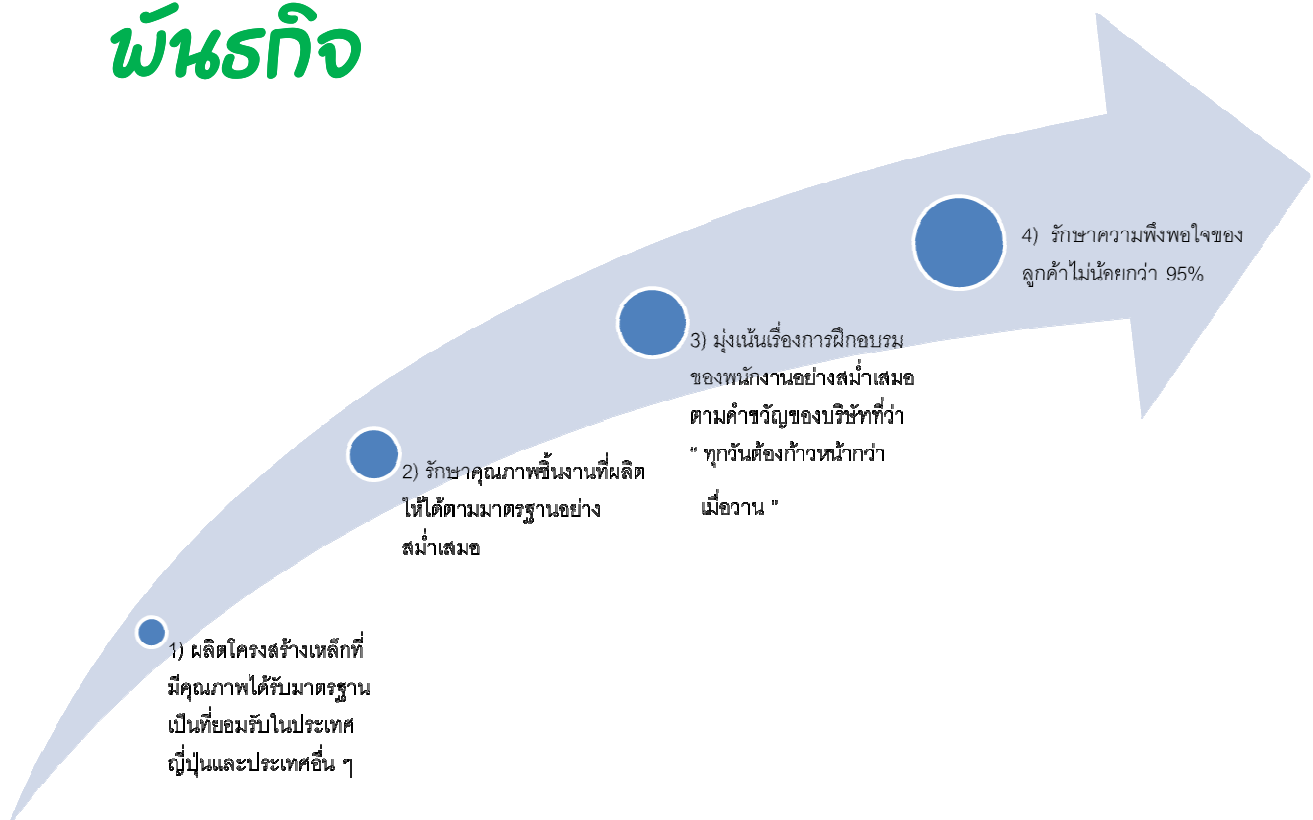 พันธกิจ
1) ผลิตโครงสร้างเหล็กที่
มีคุณภาพได้รับมาตรฐาน
เป็นที่ยอมรับในประเทศ
ญี่ปุ่นและประเทศอื่น ๆ
2) รักษาคุณภาพชิ้นงานที่ผลิต
ให้ได้ตามมาตรฐานอย่าง
สม่ำเสมอ
3) มุ่งเน้นเรื่องการฝึกอบรม
ของพนักงานอย่างสม่ำเสมอ
ตามคำขวัญของบริษัทที่ว่า
“ ทุกวันต้องก้าวหน้ากว่า
เมื่อวาน ”
4) รักษาความพึงพอใจของ
ลูกค้าไม่น้อยกว่า 95%